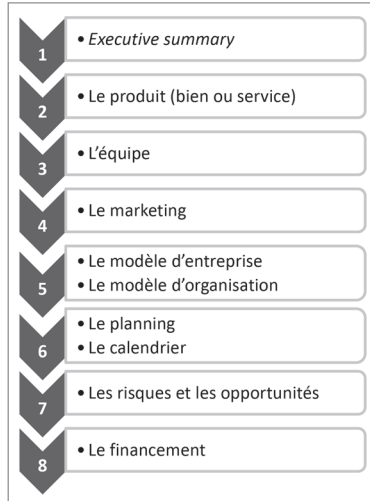 1
• Executive summary
2
• Le produit (bien ou service)
3
• L'équipe
4
• Le marketing
5
• Le modèle d'entreprise
• Le modèle d'organisation
6
• Le planning
• Le calendrier
7
• Les risques et les opportunités
8
• Le financement